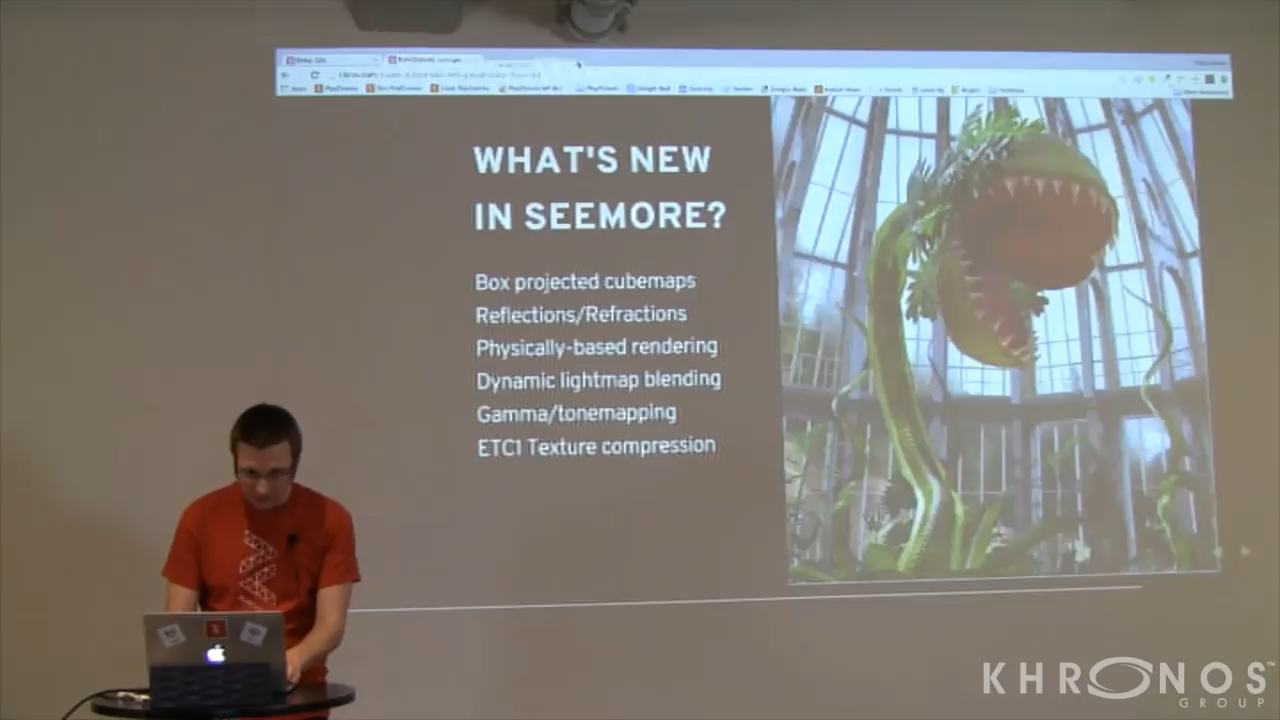 WHAT'S NEW
IN SEEMORE?
Box projected cubemaps
Reflections/Refractions
Physically-based rendering
Dynamic lightmap blending
Gamma/tonemapping
ETC1 Texture compression
KHRONOS™
GROUP